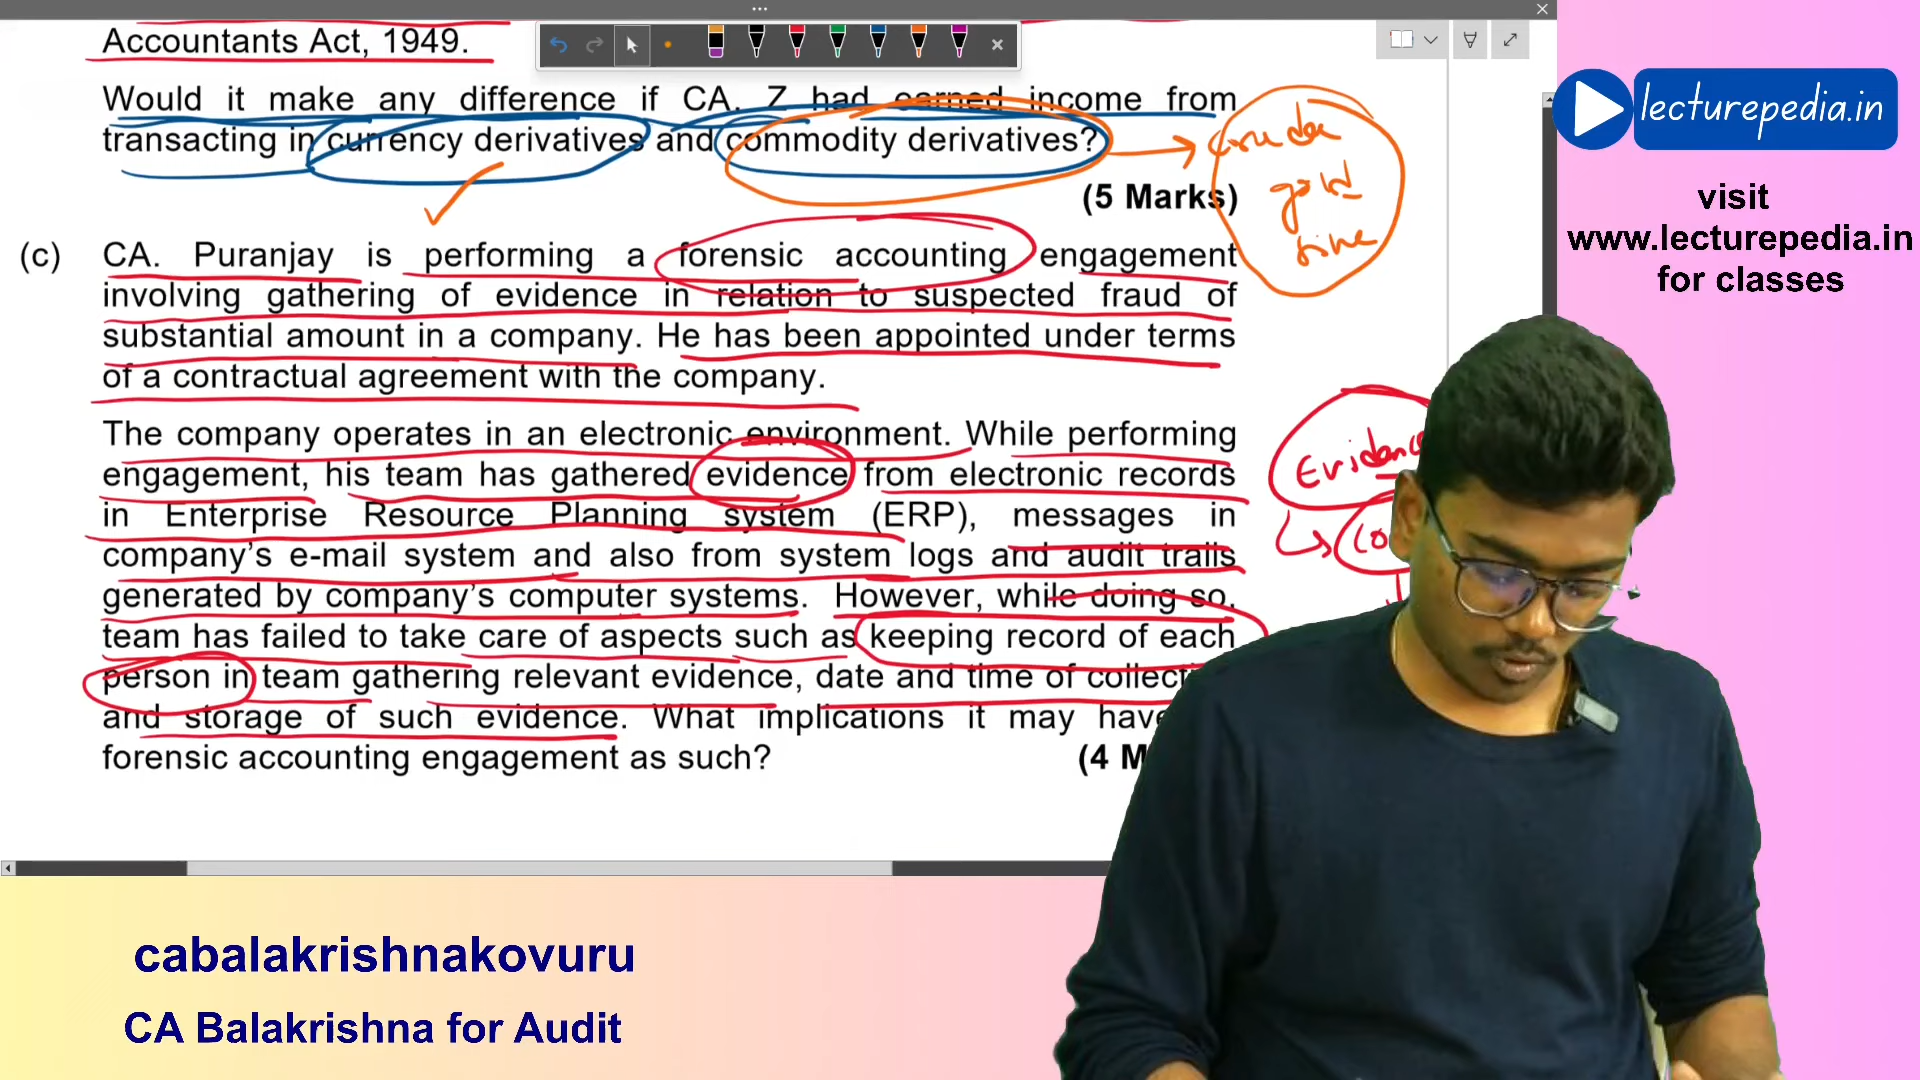 Accountants Act, 1949.
Would it make any difference if CA. Z had earned income from
transacting in currency derivatives and commodity derivatives?
(5 Marks)
gold
(c) CA. Puranjay is performing a forensic accounting engagement
involving gathering of evidence in relation to suspected fraud of
substantial amount in a company. He has been appointed under terms
of a contractual agreement with the company.
The company operates in an electronic environment. While performing
engagement, his team has gathered evidence from electronic records
in Enterprise Resource Planning system (ERP), messages in
company's e-mail system and also from system logs and audit trails
generated by company's computer systems. However, while doing so,
team has failed to take care of aspects such as keeping record of each
person in team gathering relevant evidence, date and time of collecti
and storage of such evidence. What implications it may have
forensic accounting engagement as such?
(4 M
Evidence
lecturepedia.in
visit
www.lecturepedia.in
for classes
cabalakrishnakovuru
CA Balakrishna for Audit